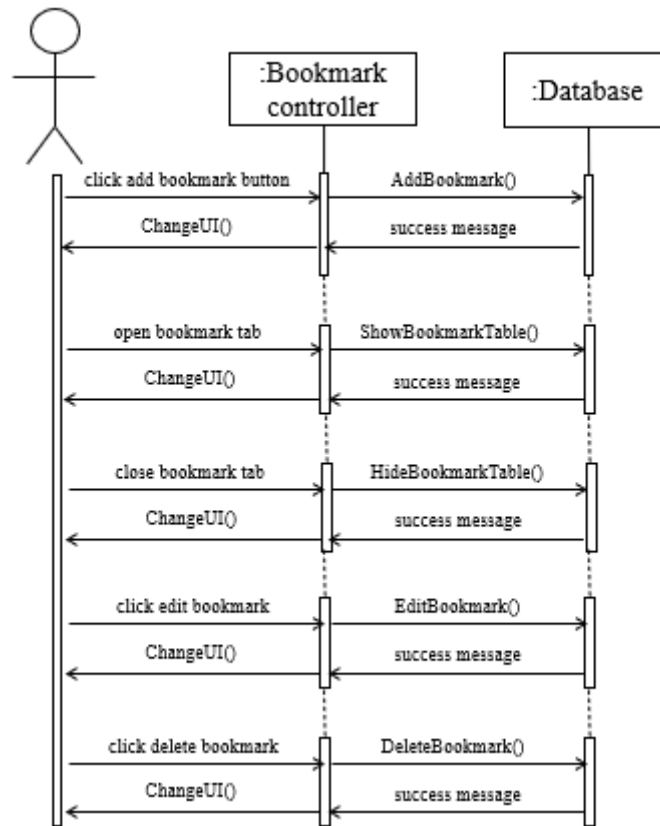 :Bookmark
controller
:Database
click add bookmark button
AddBookmark()
ChangeUI()
success message
open bookmark tab
ShowBookmarkTable()
ChangeUI()
success message
close bookmark tab
HideBookmarkTable()
ChangeUI()
success message
click edit bookmark
EditBookmark()
ChangeUI()
success message
click delete bookmark
DeleteBookmark()
ChangeUI()
success message